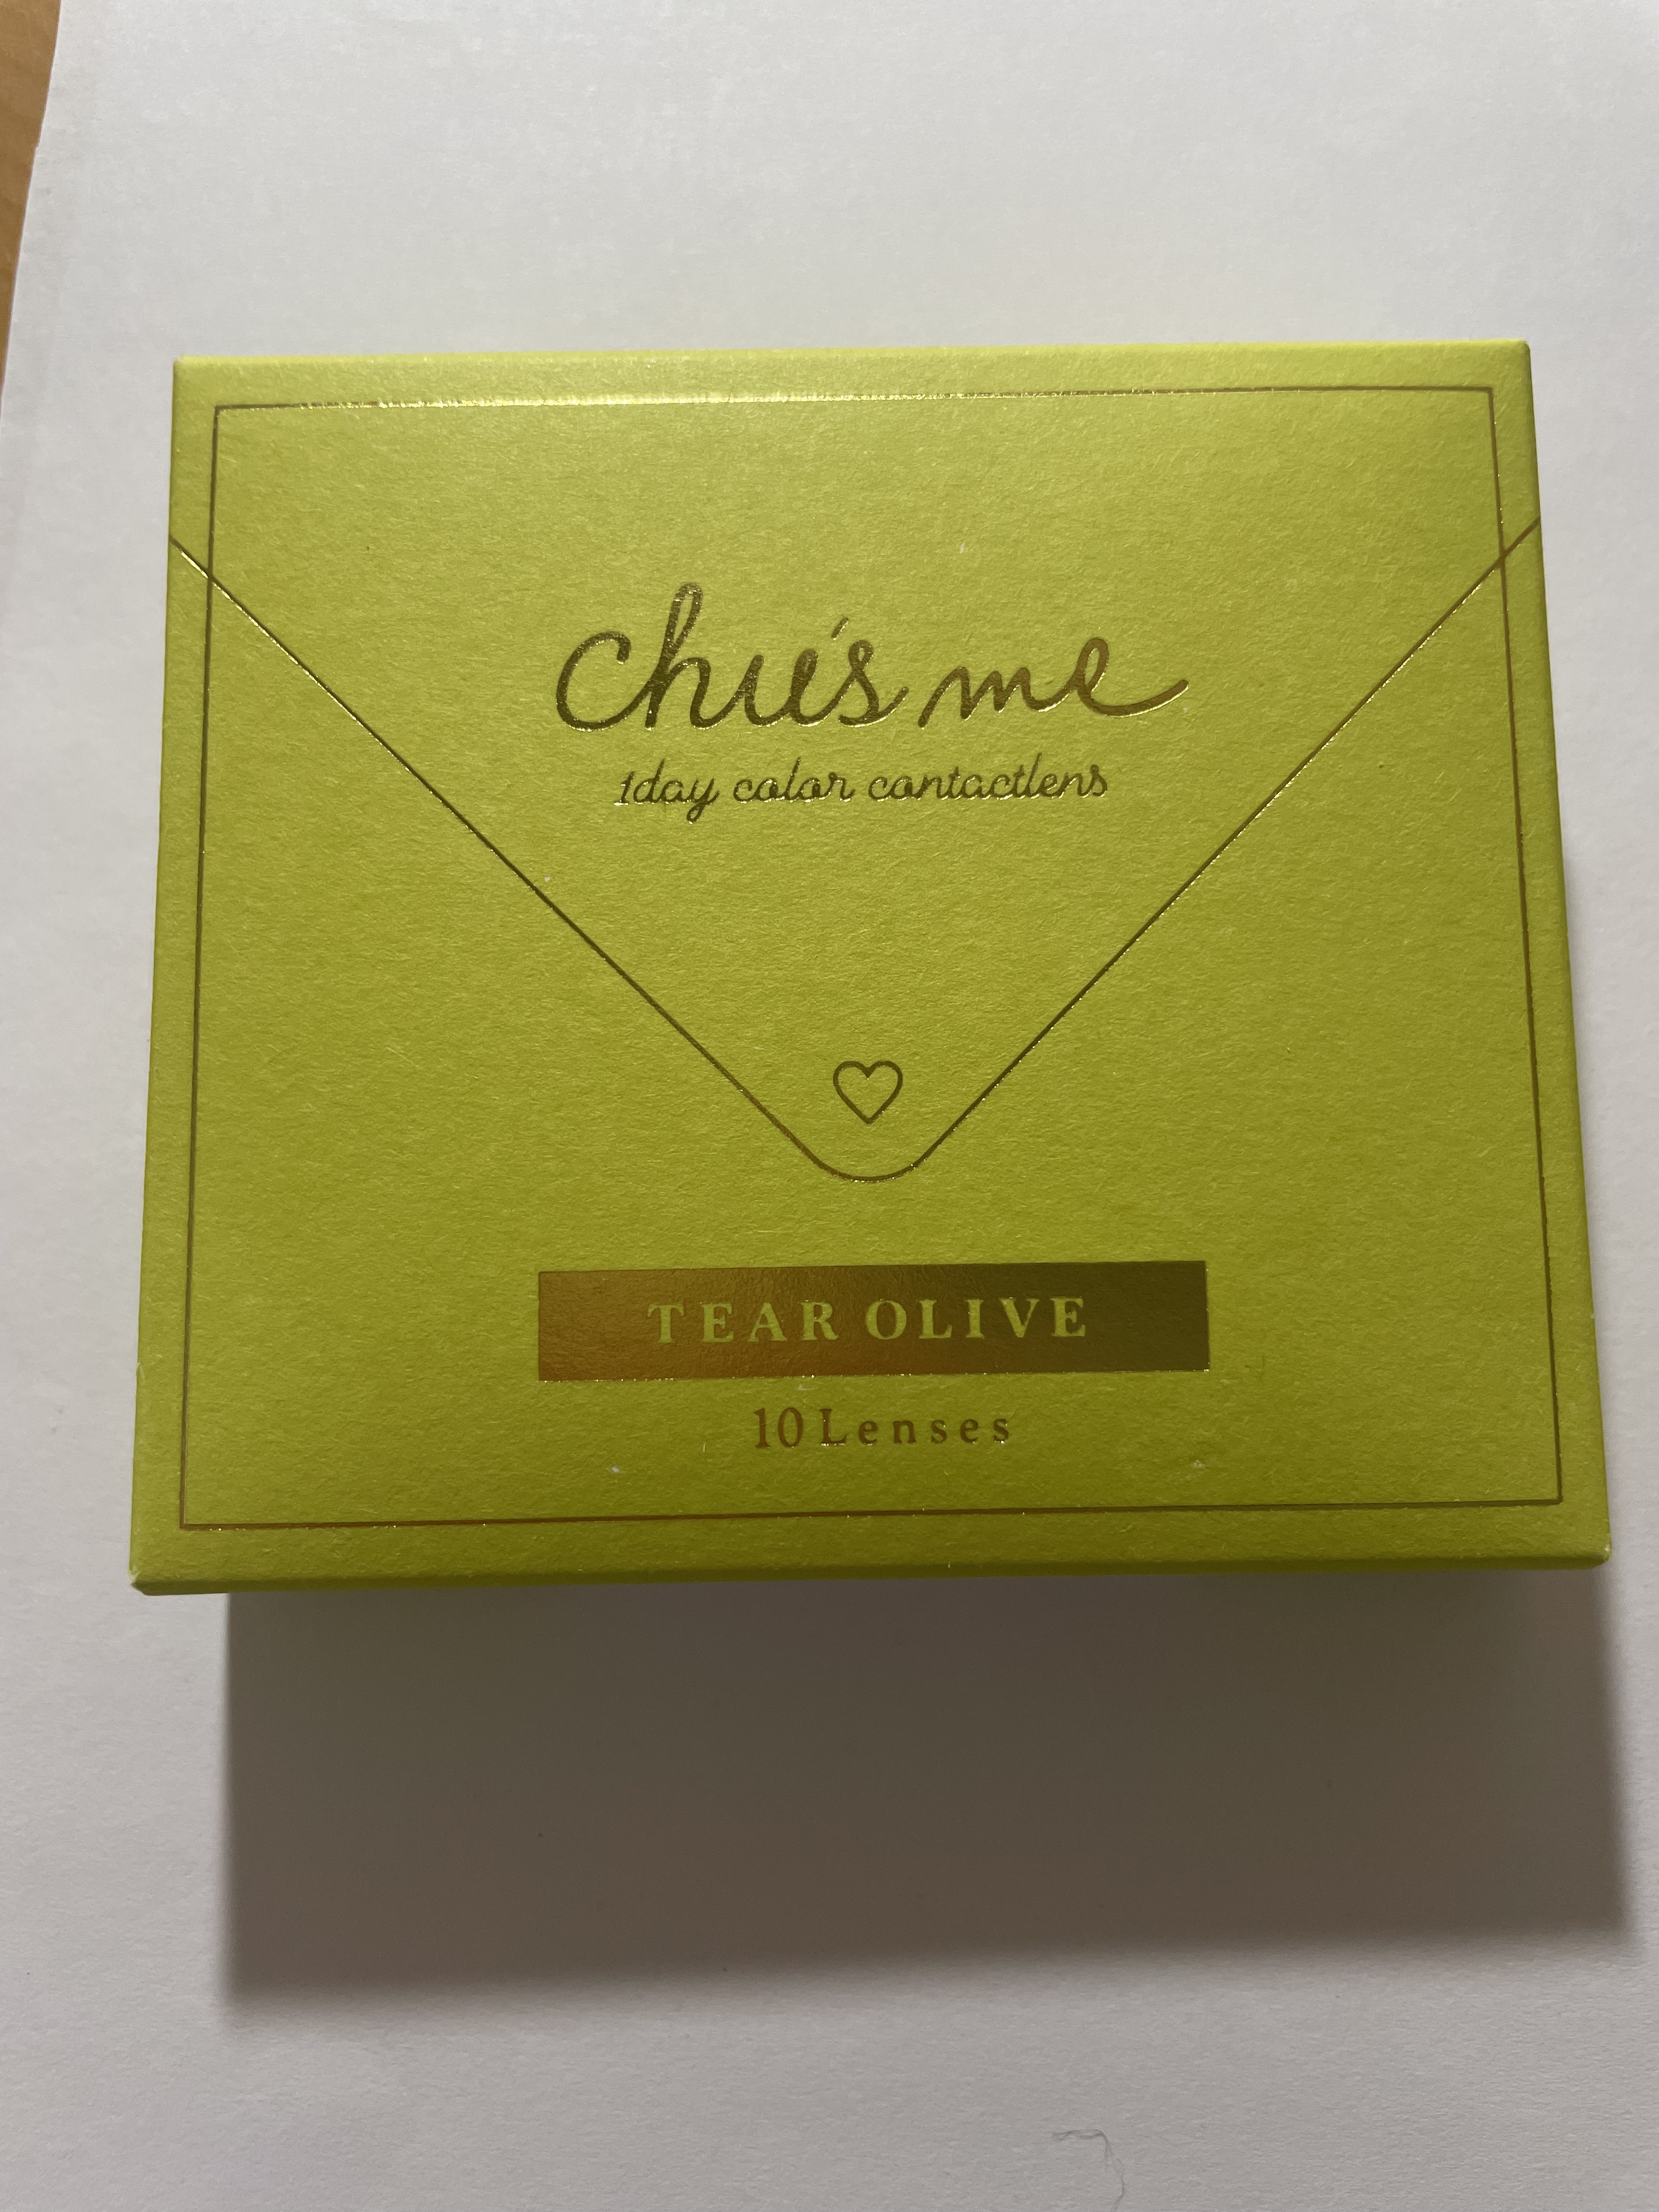 chu's me
1day color contactlens
TEAR OLIVE
10 Lenses